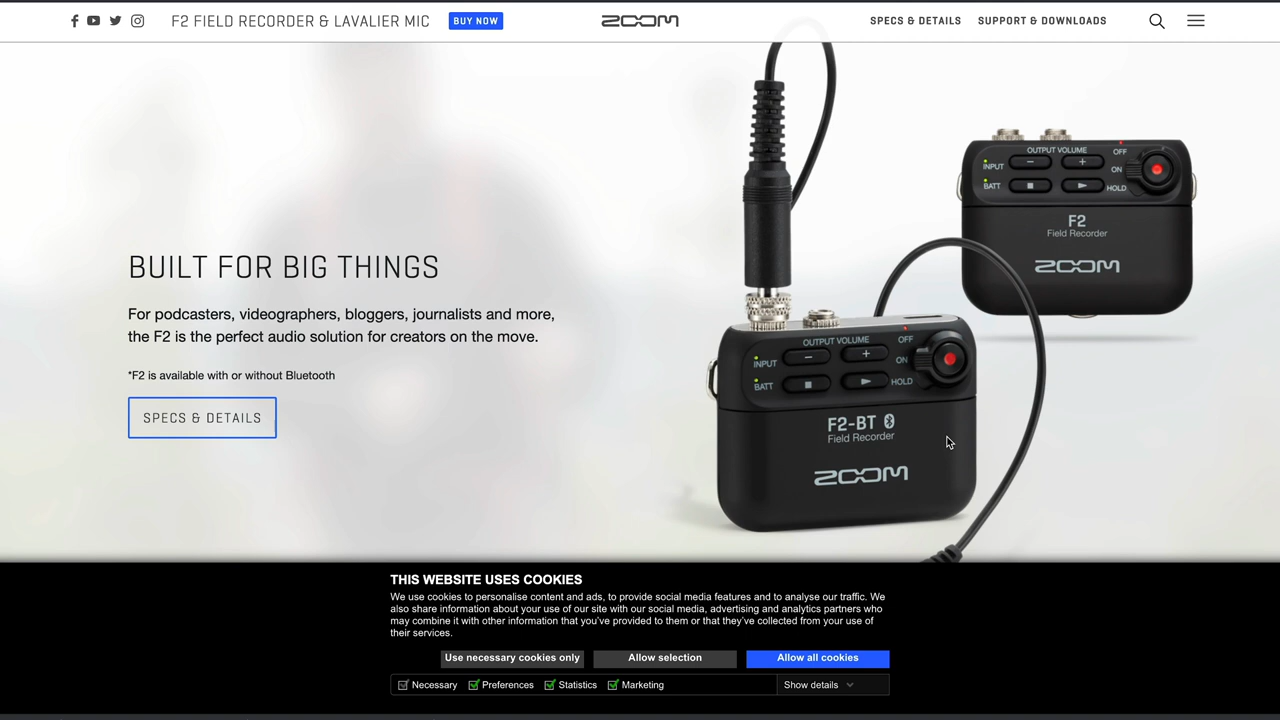 F2 FIELD RECORDER & LAVALIER MIC
BUY NOW
ZOOM
SPECS & DETAILS
SUPPORT & DOWNLOADS
BUILT FOR BIG THINGS
For podcasters, videographers, bloggers, journalists and more,
the F2 is the perfect audio solution for creators on the move.
*F2 is available with or without Bluetooth
SPECS & DETAILS
OUTPUT VOLUME
OFF
INPUT
ON
BATT
HOLD
F2
Field Recorder
ZOOM
OUTPUT VOLUME
OFF
INPUT
ON
BATT
HOLD
F2-BT
Field Recorder
ZOOM
THIS WEBSITE USES COOKIES
We use cookies to personalise content and ads, to provide social media features and to analyse our traffic. We
also share information about your use of our site with our social media, advertising and analytics partners who
may combine it with other information that you've provided to them or that they've collected from your use of
their services.
Use necessary cookies only
Allow selection
Allow all cookies
Necessary
Preferences
Statistics
Marketing
Show details